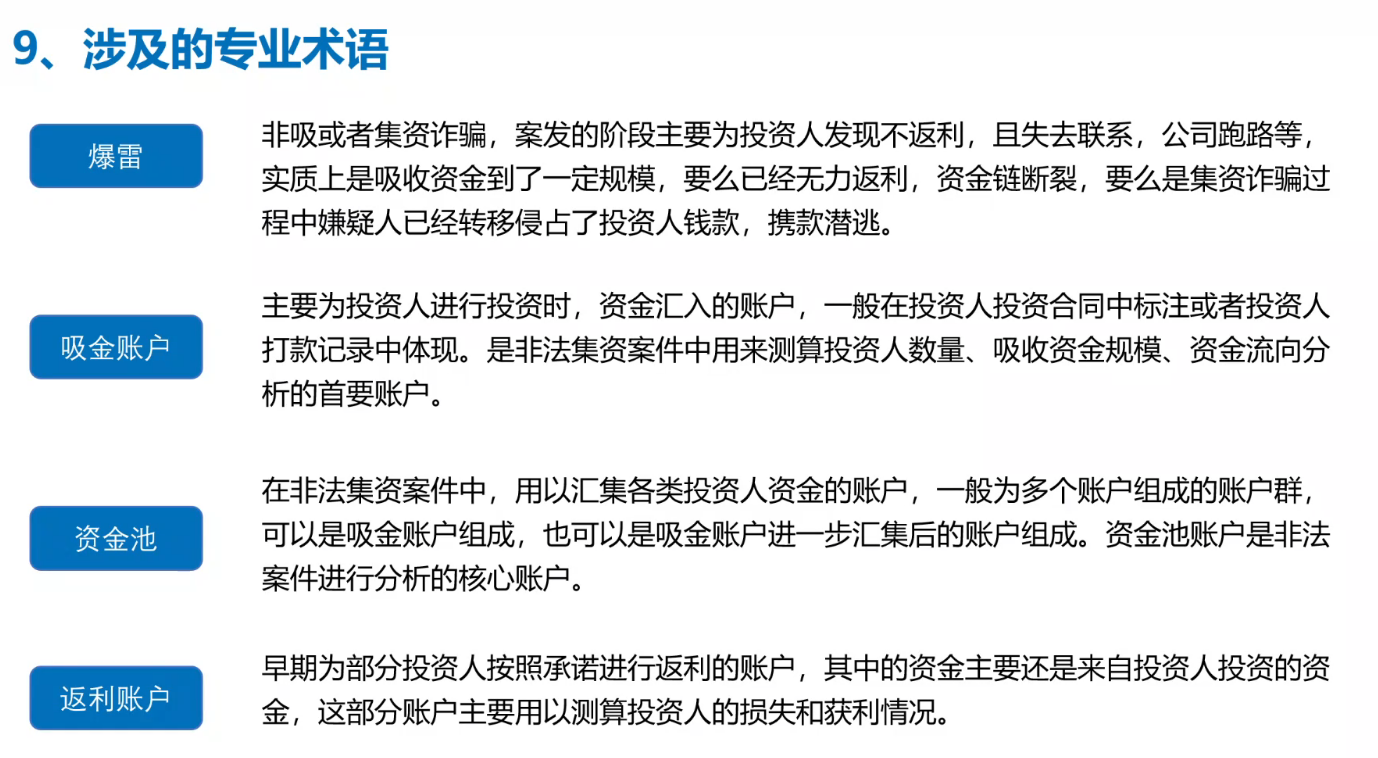 9、涉及的专业术语
爆雷
非吸或者集资诈骗，案发的阶段主要为投资人发现不返利，且失去联系，公司跑路等，
实质上是吸收资金到了一定规模，要么已经无力返利，资金链断裂，要么是集资诈骗过
程中嫌疑人已经转移侵占了投资人钱款，携款潜逃。
吸金账户
主要为投资人进行投资时，资金汇入的账户，一般在投资人投资合同中标注或者投资人
打款记录中体现。是非法集资案件中用来测算投资人数量、吸收资金规模、资金流向分
析的首要账户。
资金池
在非法集资案件中，用以汇集各类投资人资金的账户，一般为多个账户组成的账户群，
可以是吸金账户组成，也可以是吸金账户进一步汇集后的账户组成。资金池账户是非法
案件进行分析的核心账户。
返利账户
早期为部分投资人按照承诺进行返利的账户，其中的资金主要还是来自投资人投资的资
金，这部分账户主要用以测算投资人的损失和获利情况。